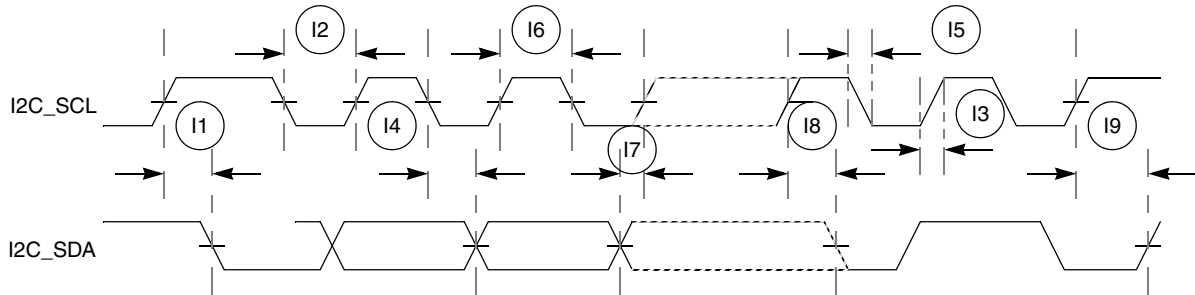 I2 I6 I5
I2C_SCL
I1 I4 I3
I8 I9
I7
I2C_SDA